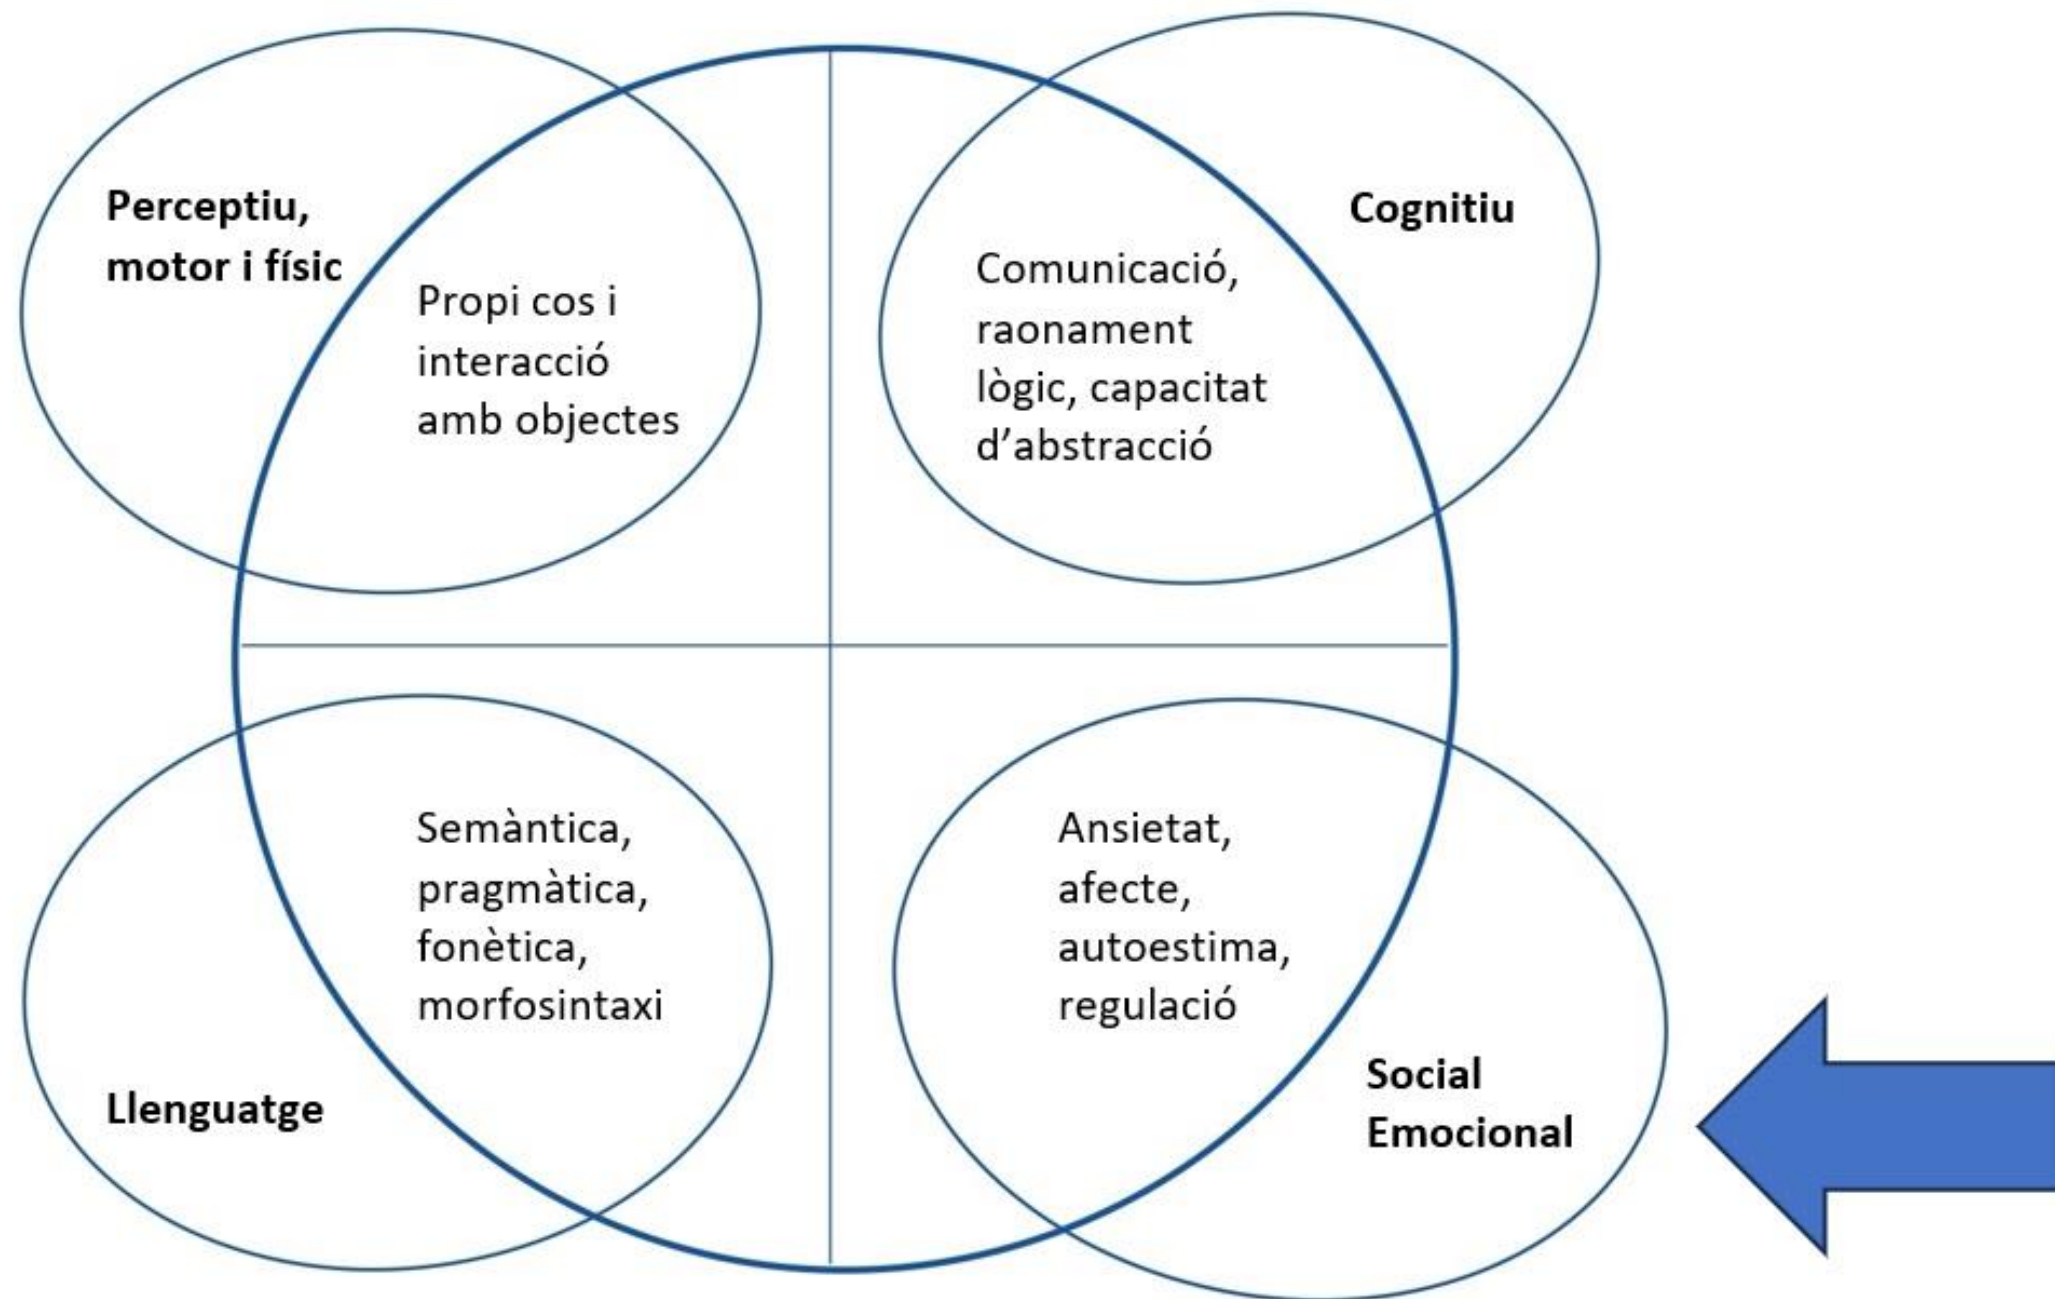 Perceptiu,
motor i físic
Propi cos i
interacció
amb objectes
Cognitiu
Comunicació,
raonament
lògic, capacitat
d’abstracció
Semàntica,
pragmàtica,
fonètica,
morfosintaxi
Llenguatge
Ansietat,
afecte,
autoestima,
regulació
Social
Emocional